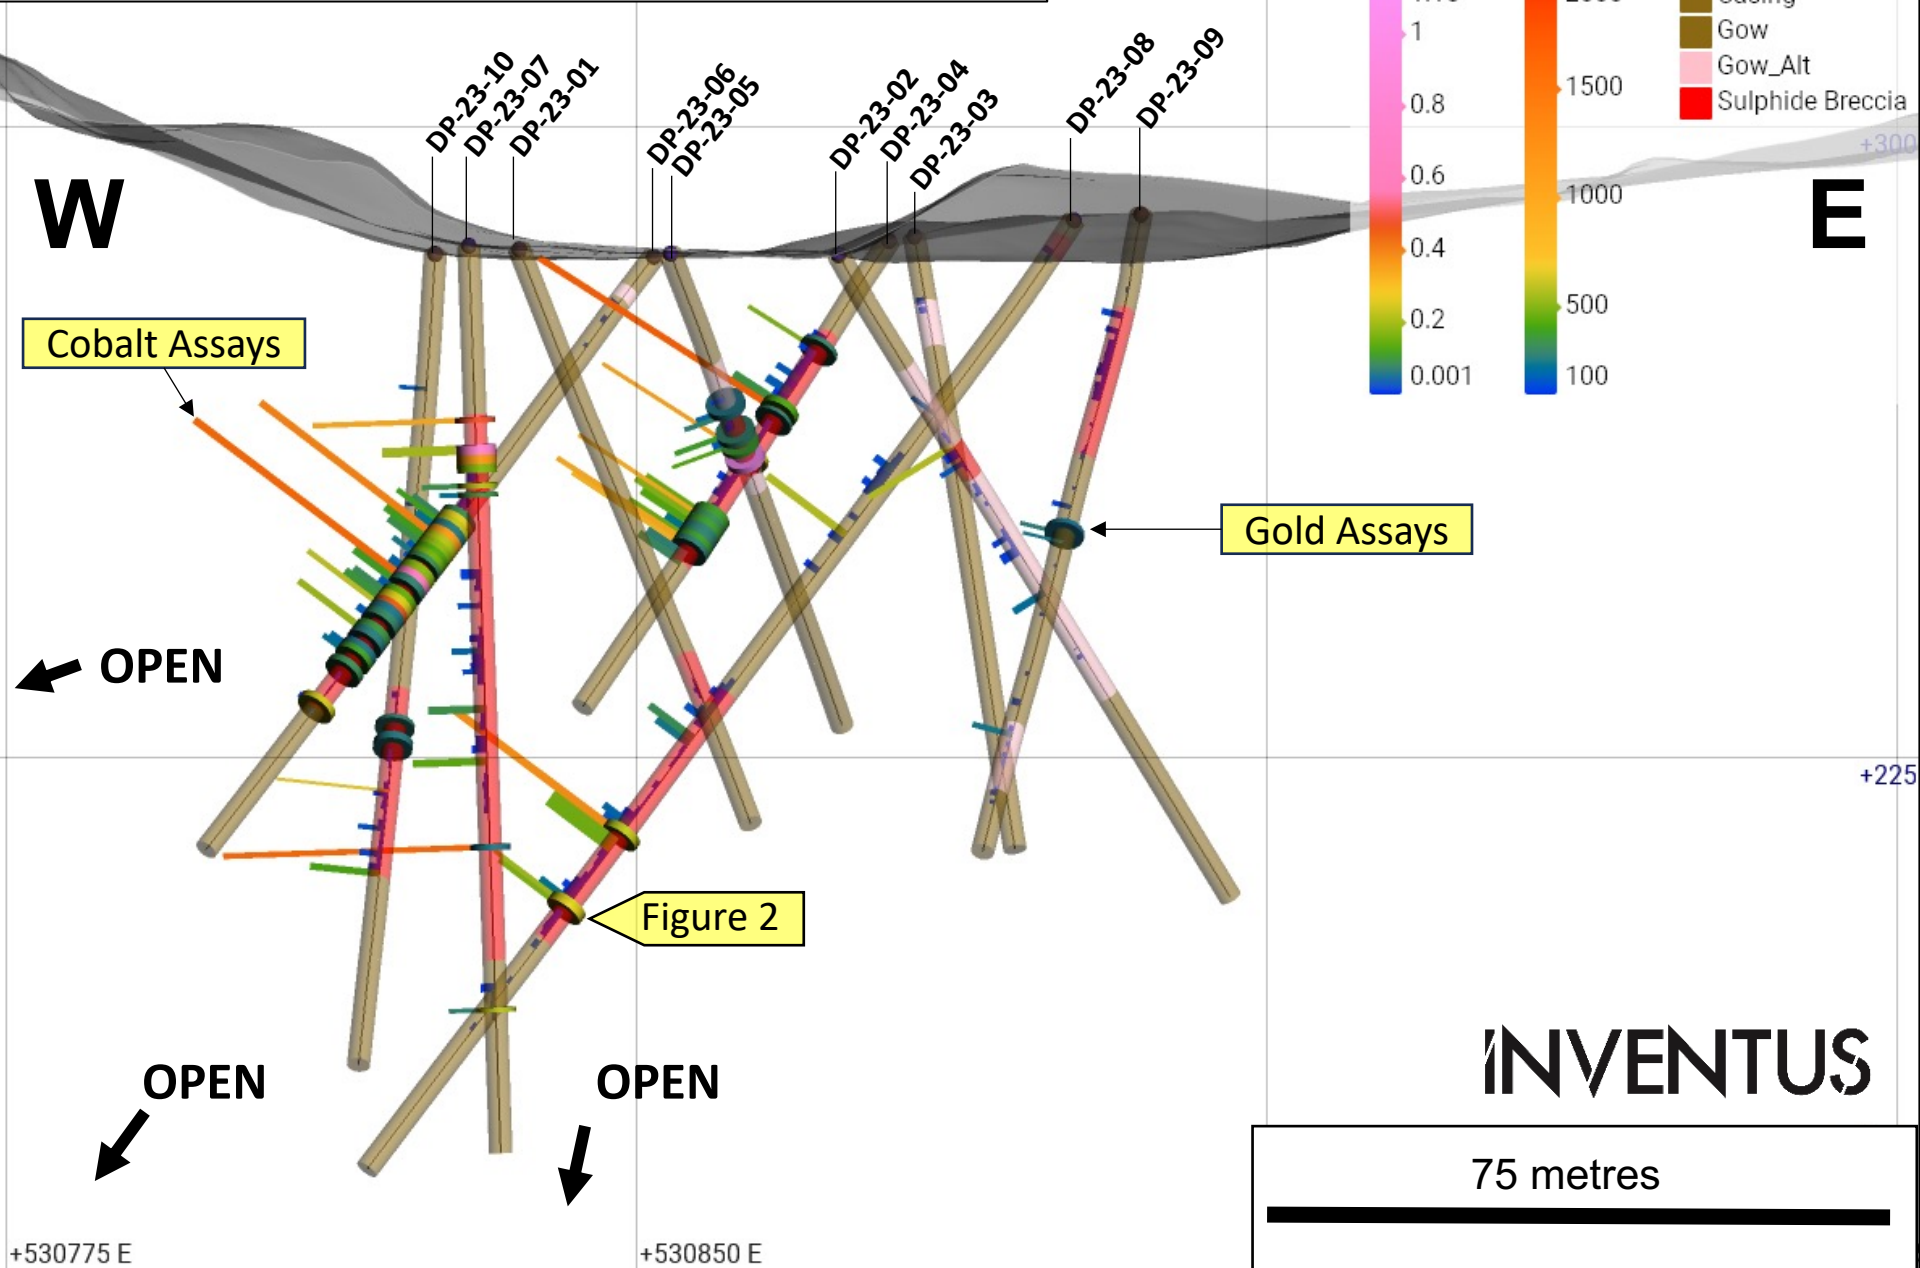 DP-23-10
DP-23-07
DP-23-01
DP-23-06
DP-23-05
DP-23-02
DP-23-04
DP-23-03
DP-23-08
DP-23-09
1
0.8
0.6
0.4
0.2
0.001
1500
1000
500
100
Gow
Gow_Alt
Sulphide Breccia
+300
W
E
Cobalt Assays
Gold Assays
OPEN
+225
Figure 2
OPEN
OPEN
INVENTUS
75 metres
+530775 E
+530850 E